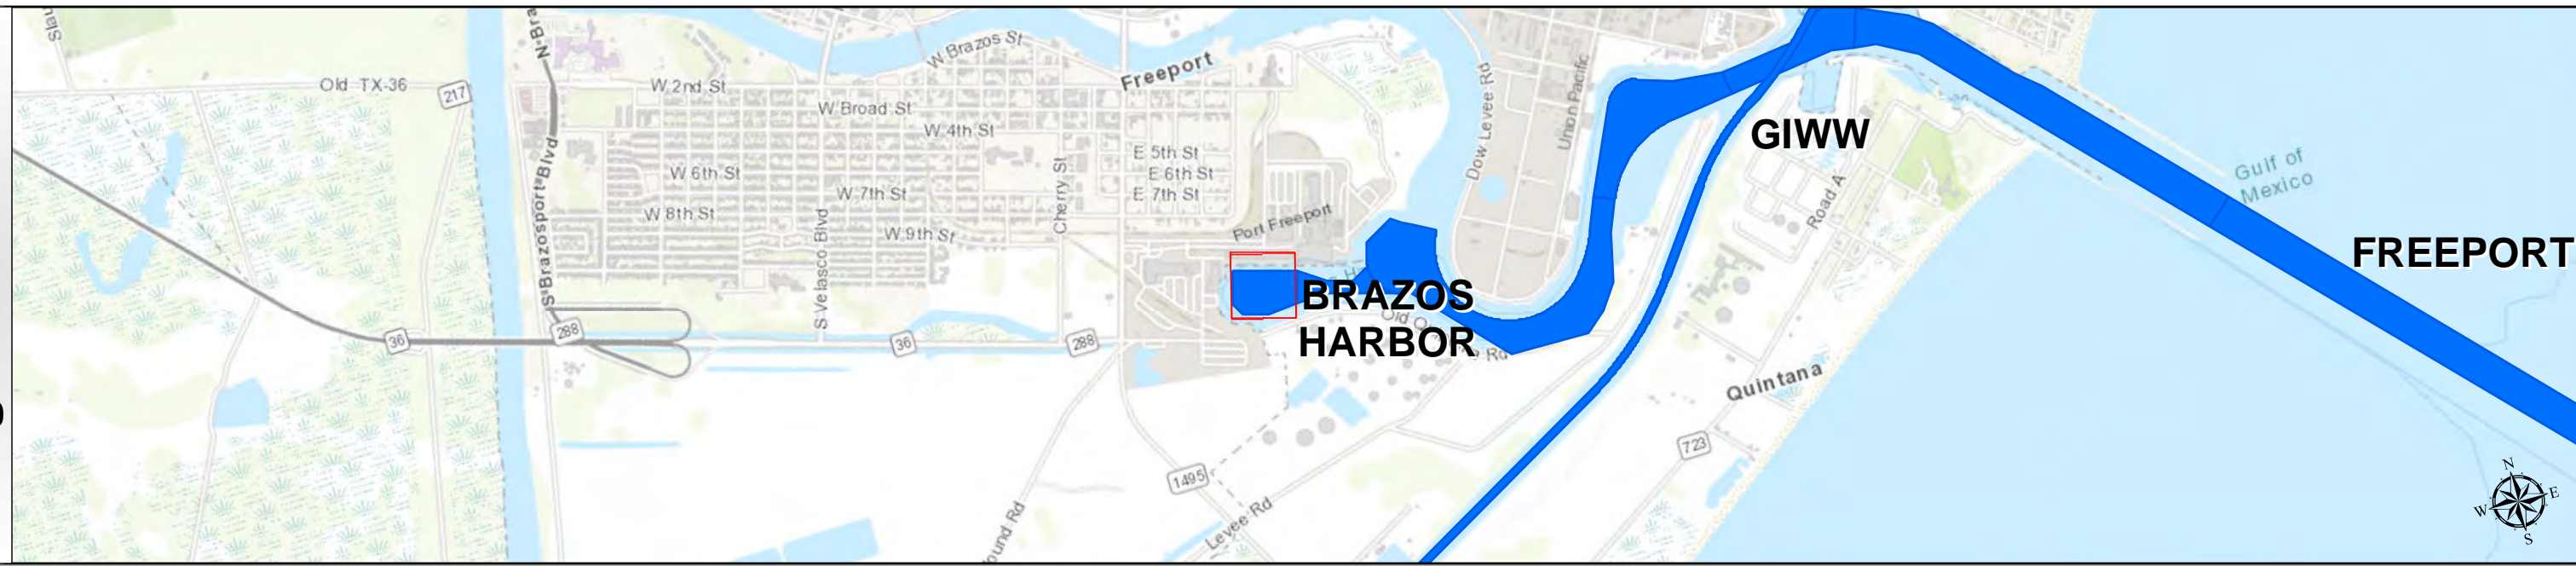 N
W Brazos St
Freeport
Old TX-36
217
W 2nd St
W Broad St
W 4th St
Dow Levee Rd
Union Pacific
GIWW
E 5th St
E 6th St
E 7th St
Gulf of
Mexico
S Brazosport Blvd
W 6th St
W 7th St
Cherry St
Road A
W 8th St
S Velasco Blvd
W 9th St
Port Freeport
FREEPORT
BRAZOS
HARBOR
288
36
36
288
Rd
Quintana
723
1495
Levee Rd
Rd
W
E
S